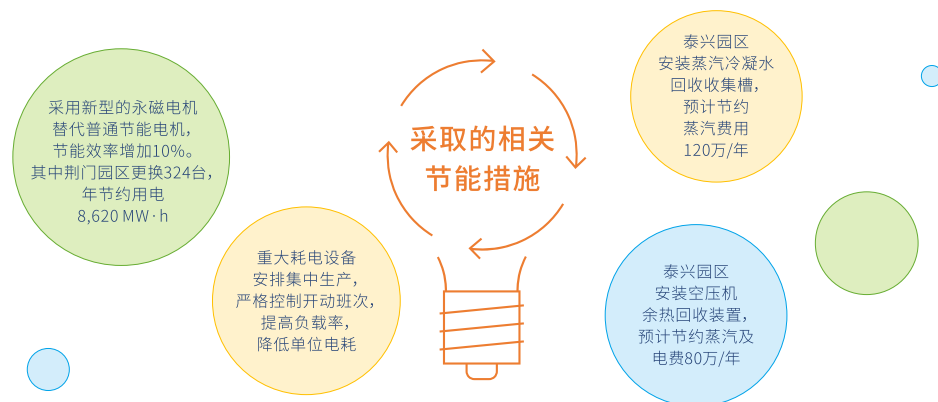 采用新型的永磁电机
替代普通节能电机，
节能效率增加10%。
其中荆门园区更换324台，
年节约用电
8,620 MW·h
重大耗电设备
安排集中生产，
严格控制开动班次，
提高负载率，
降低单位电耗
采取的相关
节能措施
泰兴园区
安装蒸汽冷凝水
回收收集槽，
预计节约
蒸汽费用
120万/年
泰兴园区
安装空压机
余热回收装置，
预计节约蒸汽及
电费80万/年